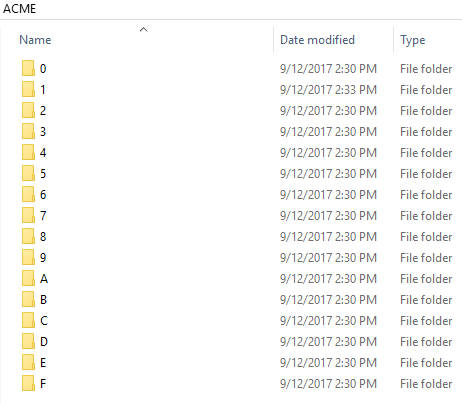 ACME
Name Date modified Type
0 9/12/2017 2:30 PM File folder
1 9/12/2017 2:33 PM File folder
2 9/12/2017 2:30 PM File folder
3 9/12/2017 2:30 PM File folder
4 9/12/2017 2:30 PM File folder
5 9/12/2017 2:30 PM File folder
6 9/12/2017 2:30 PM File folder
7 9/12/2017 2:30 PM File folder
8 9/12/2017 2:30 PM File folder
9 9/12/2017 2:30 PM File folder
A 9/12/2017 2:30 PM File folder
B 9/12/2017 2:30 PM File folder
C 9/12/2017 2:30 PM File folder
D 9/12/2017 2:30 PM File folder
E 9/12/2017 2:30 PM File folder
F 9/12/2017 2:30 PM File folder